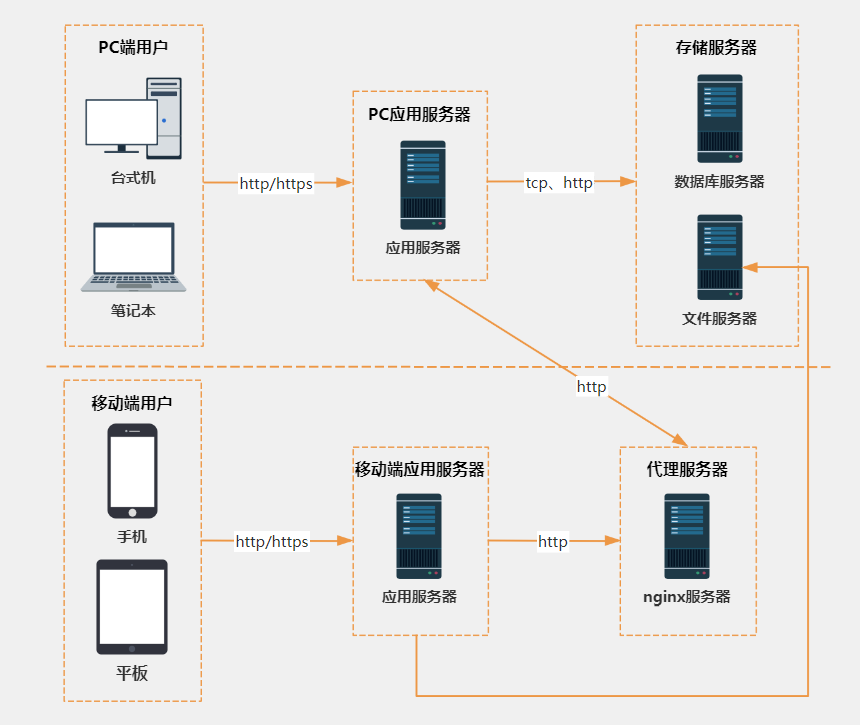 PC端用户
台式机
笔记本
http/https
PC应用服务器
应用服务器
tcp、http
存储服务器
数据库服务器
文件服务器
http
移动端用户
手机
平板
http/https
移动端应用服务器
应用服务器
http
代理服务器
nginx服务器